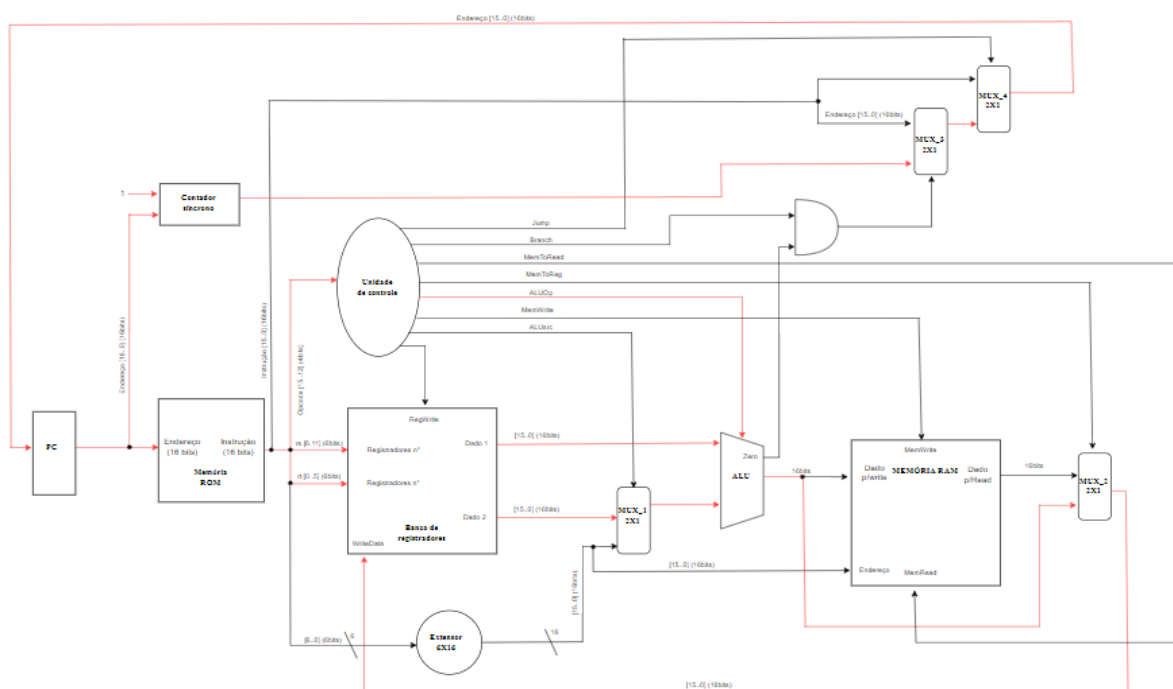 Endereço [15..0] (16bits)
MUX_4
2X1
Endereço [15..0] (16bits)
MUX_3
2X1
1
Contador
síncrono
Jump
Branch
MemToRead
MemToReg
ALUOp
MemWrite
ALUsrc
Unidade
de controle
Endereço [15..0] (16bits)
Instração [15..0] (16bits)
Opcode [15..12] (4bits)
PC
Endereço
(16 bits)
Instrução
(16 bits)
Memória
ROM
rs [6..11] (6bits)
rt [0...5] (6bits)
RegWrite
Registradores n°
Registradores n°
Dado 1
Dado 2
Banco de
registradores
WriteData
[15..0] (16bits)
[15..0] (16bits)
MUX_1
2X1
Zero
ALU
16bits
MemWrite
Dado
p/write
MEMÓRIA RAM
Dado
p/Read
Endereço
MemRead
16bits
MUX_2
2X1
[15..0] (16bits)
[15..0] (16bits)
[6...0] (6bits)
6
Extensor
6X16
16
[15..0] (16bits)